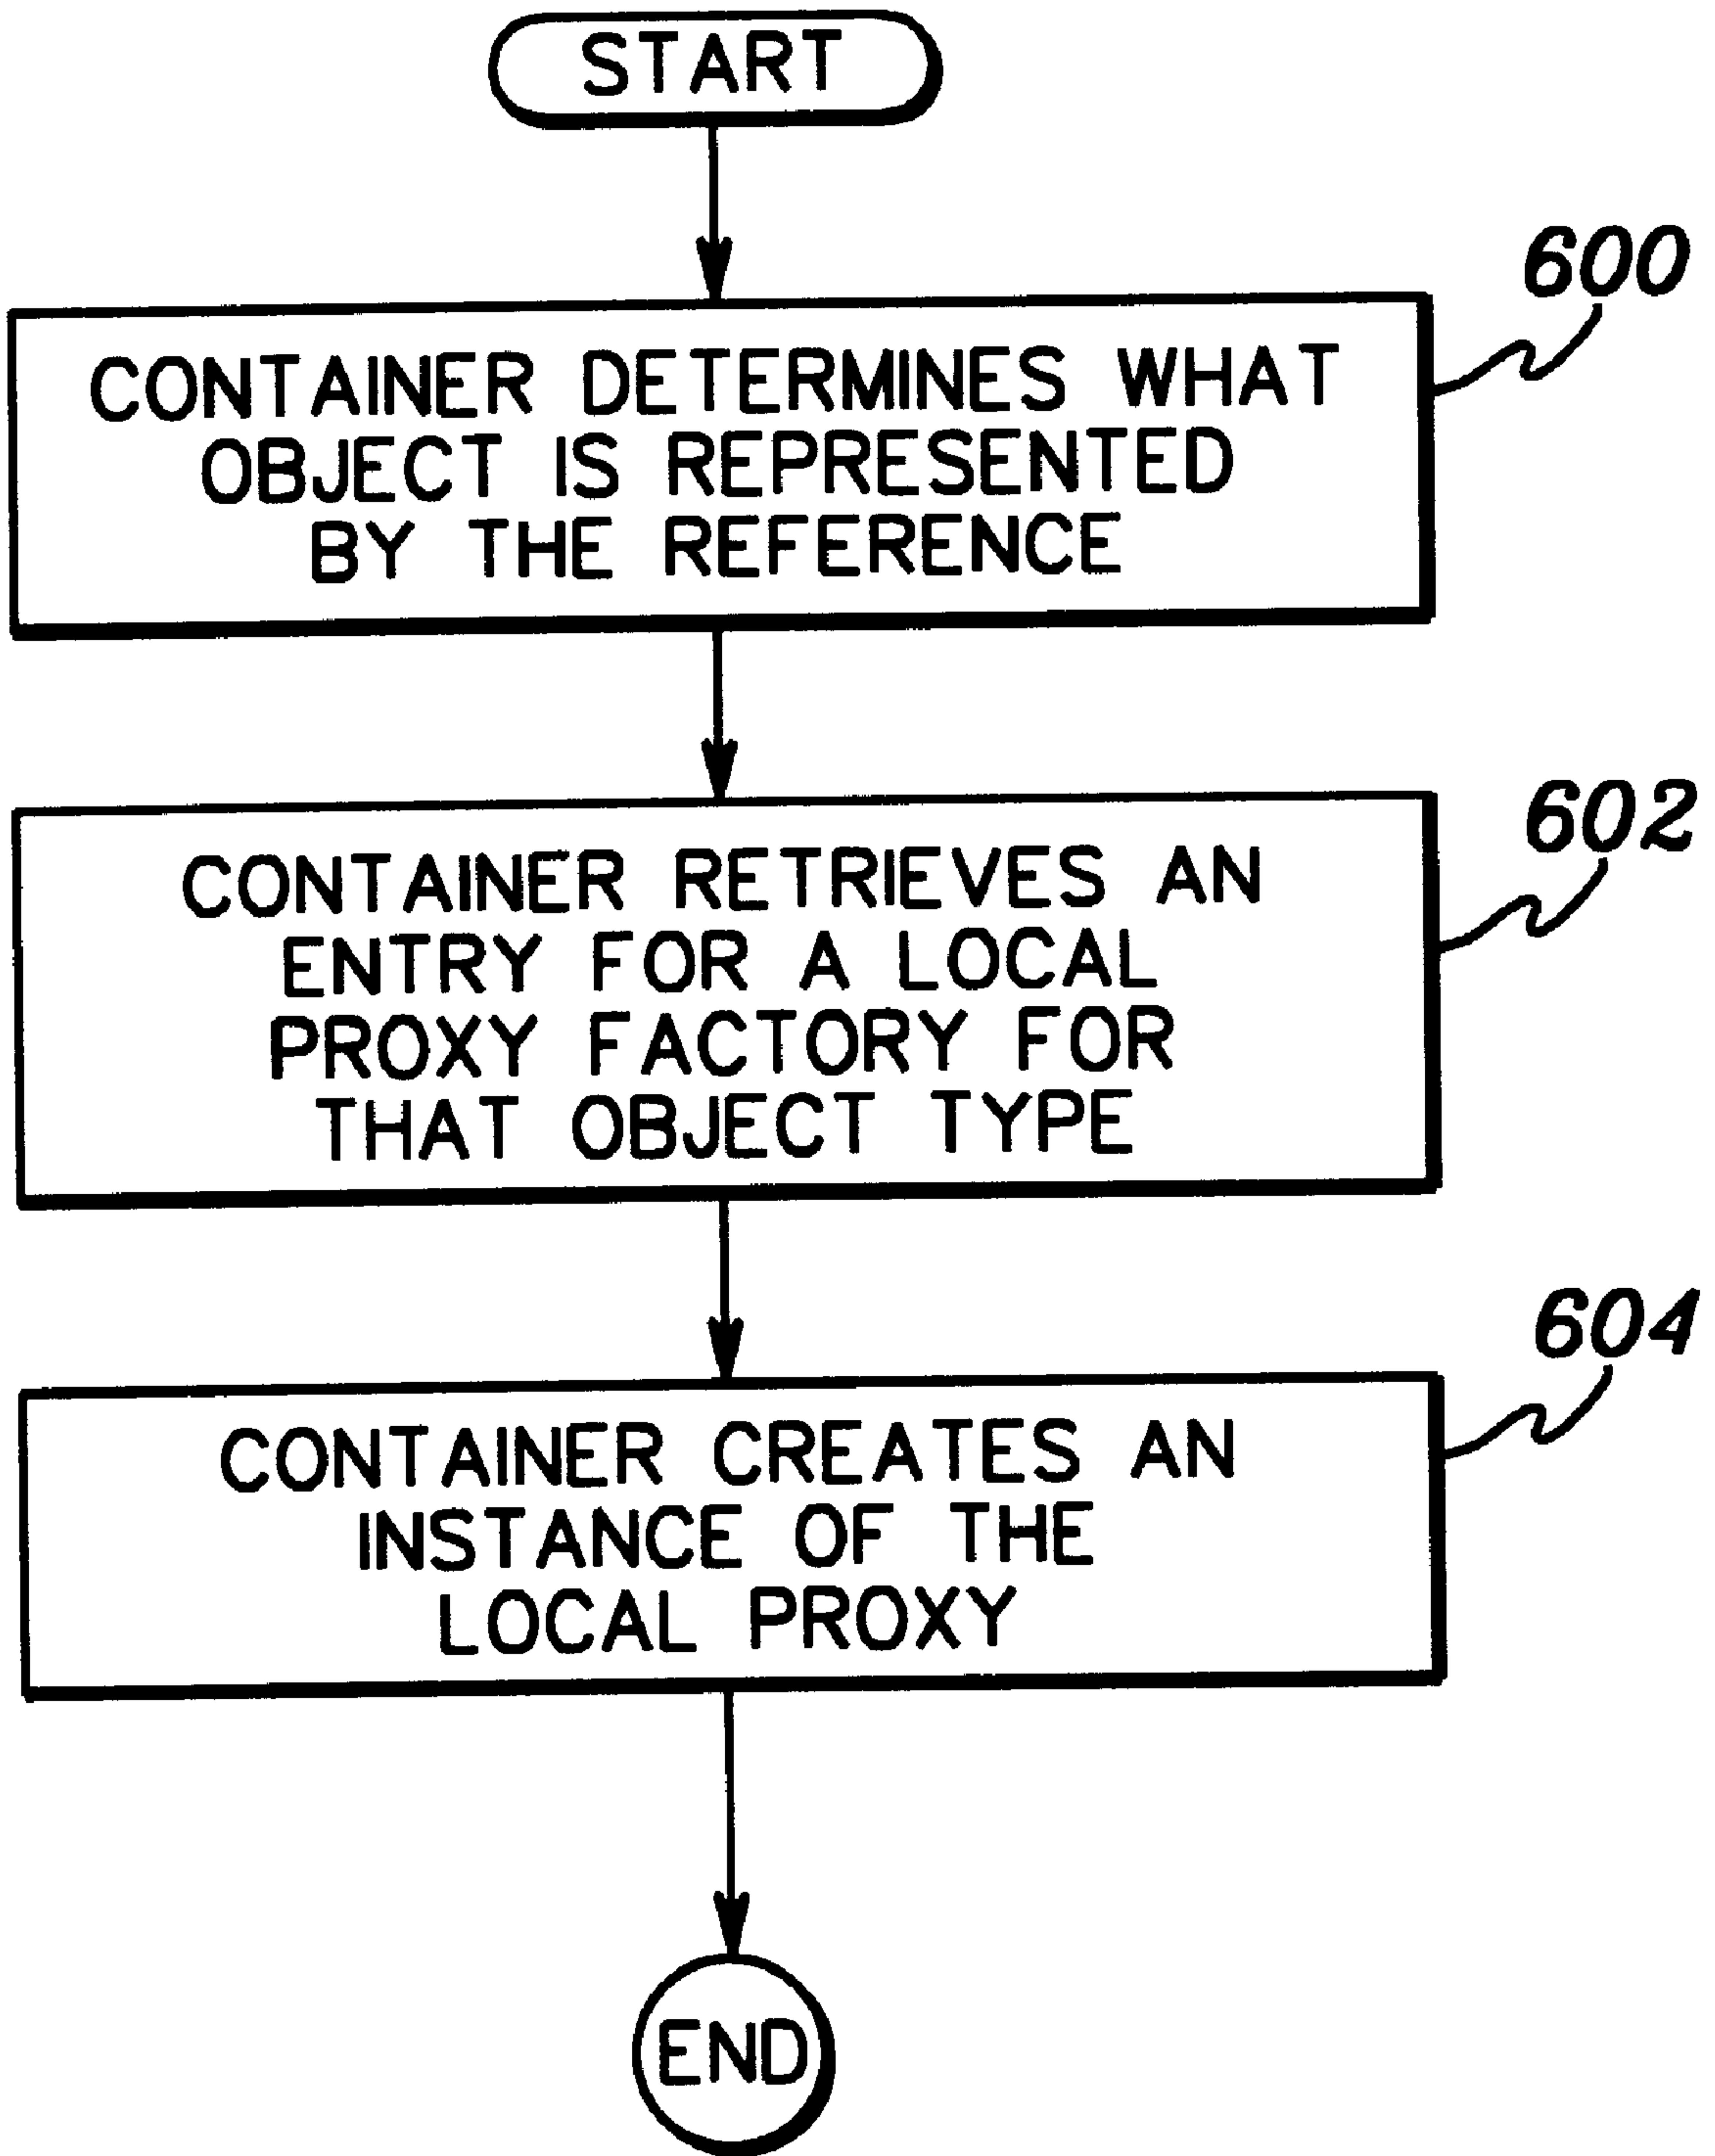 START
600
CONTAINER DETERMINES WHAT
OBJECT IS REPRESENTED
BY THE REFERENCE
602
CONTAINER RETRIEVES AN
ENTRY FOR A LOCAL
PROXY FACTORY FOR
THAT OBJECT TYPE
604
CONTAINER CREATES AN
INSTANCE OF THE
LOCAL PROXY
END